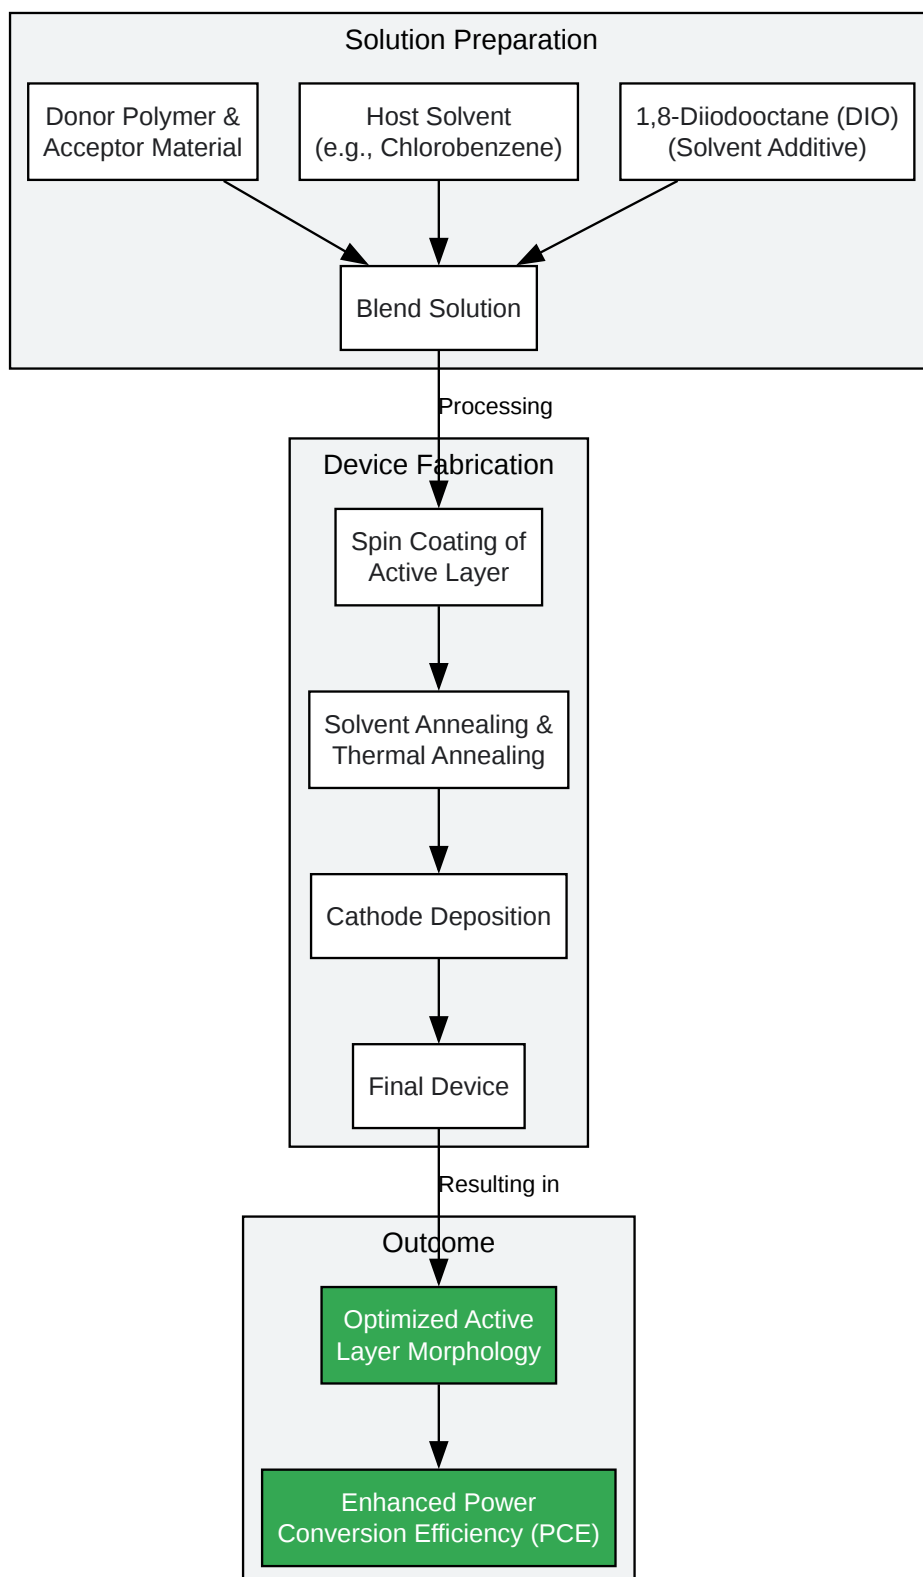 Solution Preparation
Donor Polymer &
Acceptor Material
Host Solvent
(e.g., Chlorobenzene)
1,8-Diiodooctane (DIO)
(Solvent Additive)
Blend Solution
Processing
Device Fabrication
Spin Coating of
Active Layer
Solvent Annealing &
Thermal Annealing
Cathode Deposition
Final Device
Resulting in
Outcome
Optimized Active
Layer Morphology
Enhanced Power
Conversion Efficiency (PCE)